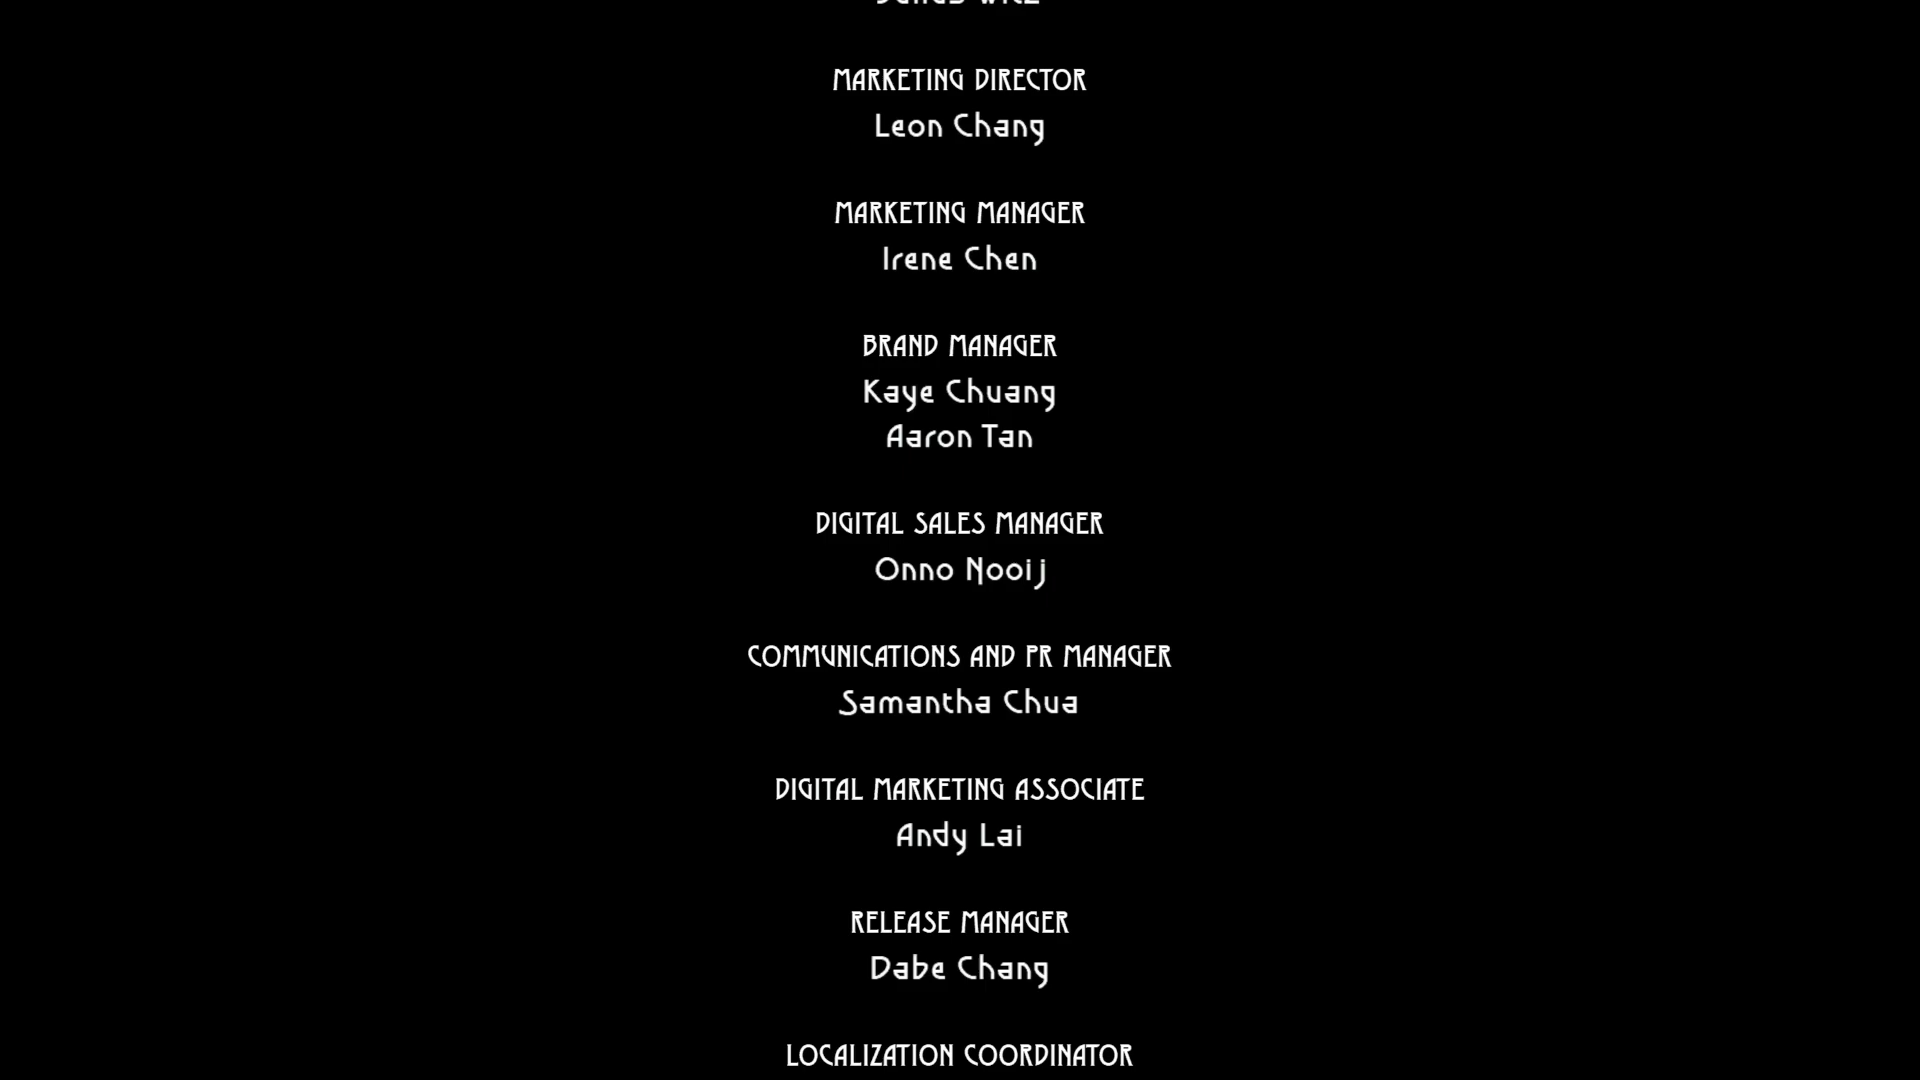 MARKETING DIRECTOR
Leon Chang
MARKETING MANAGER
Irene Chen
BRAND MANAGER
Kaye Chuang
Aaron Tan
DIGITAL SALES MANAGER
Onno Nooij
COMMUNICATIONS AND PR MANAGER
Samantha Chua
DIGITAL MARKETING ASSOCIATE
Andy Lai
RELEASE MANAGER
Dabe Chang
LOCALIZATION COORDINATOR